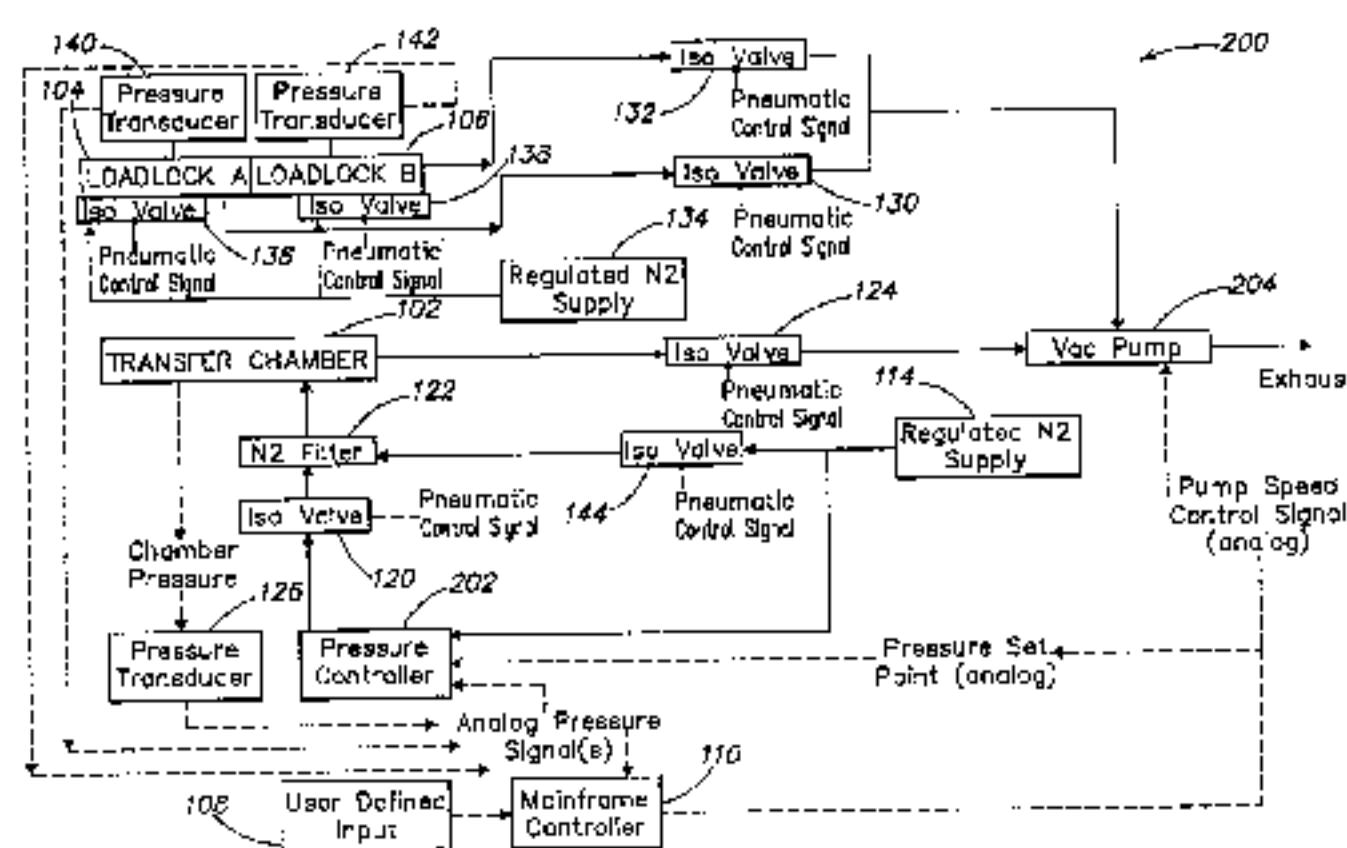 140
142
200
104
Pressure
Transducer
Pressure
Transducer
106
Iso Valve
132
Pneumatic
Control Signal
LOADLOCK A
LOADLOCK B
138
Iso Valve
130
Iso Valve
Iso Valve
136
Pneumatic
Control Signal
Pneumatic
Control Signal
134
Pneumatic
Control Signal
Regulated N2
Supply
102
124
204
TRANSFER CHAMBER
Iso Valve
Vac Pump
Exhaus
122
Pneumatic
Control Signal
114
N2 Filter
Iso Valve
Regulated N2
Supply
144
Pneumatic
Control Signal
Iso Valve
120
Pneumatic
Control Signal
Pump Speed
Control Signal
(analog)
Chamber
Pressure
126
202
Pressure
Transducer
Pressure
Controller
Pressure Set
Point (analog)
Analog Pressure
Signal(s)
110
108
User Defined
Input
Mainframe
Controller